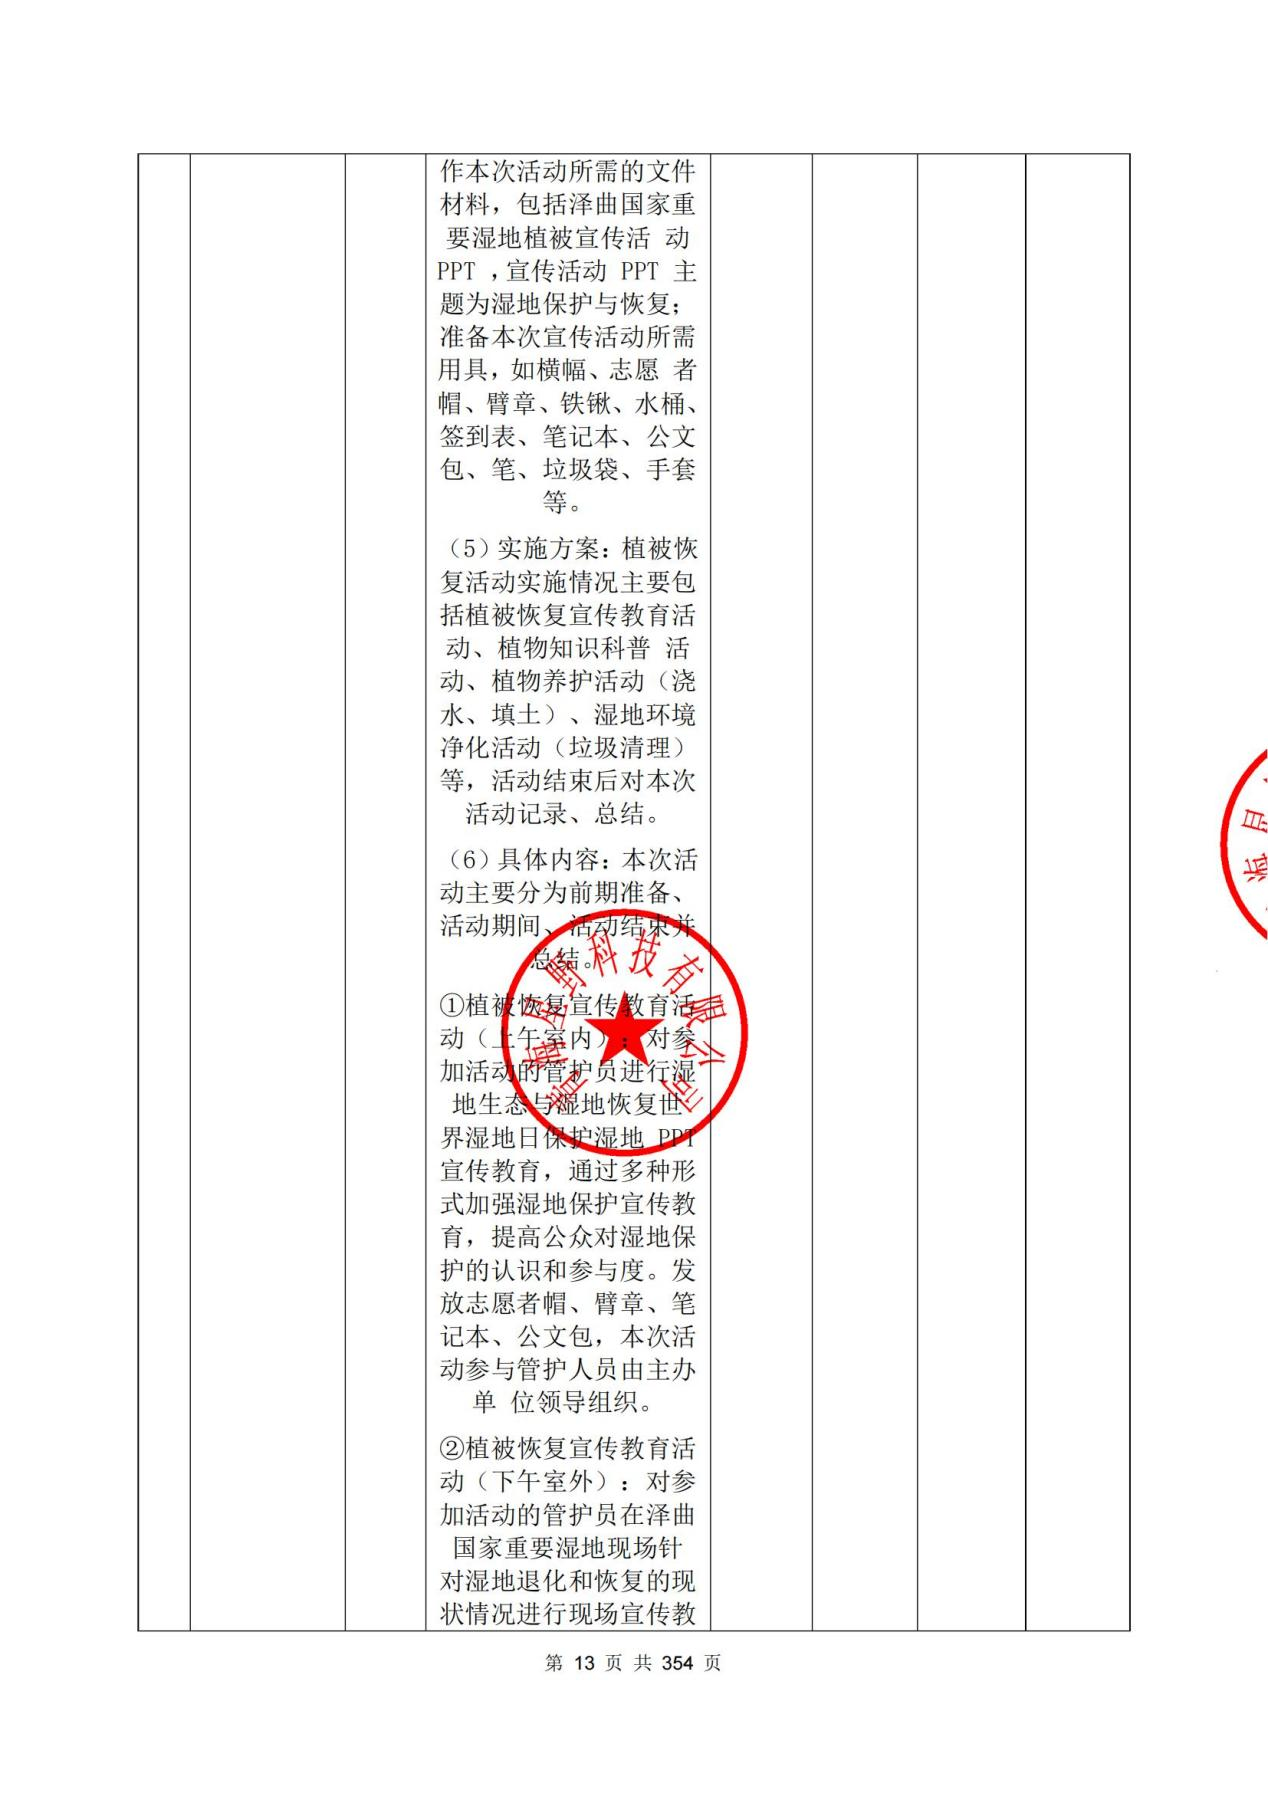 作本次活动所需的文件
材料，包括泽曲国家重
要湿地植被宣传活 动
PPT ，宣传活动 PPT 主
题为湿地保护与恢复；
准备本次宣传活动所需
用具，如横幅、志愿 者
帽、臂章、铁锹、水桶、
签到表、笔记本、公文
包、笔、垃圾袋、手套
等。
（5）实施方案：植被恢
复活动实施情况主要包
括植被恢复宣传教育活
动、植物知识科普 活
动、植物养护活动（浇
水、填土）、湿地环境
净化活动（垃圾清理）
等，活动结束后对本次
活动记录、总结。
（6）具体内容：本次活
动主要分为前期准备、
活动期间、活动结束并
总结。
①植被恢复宣传教育活
动（上午室内）：对参
加活动的管护员进行湿
地生态与湿地恢复世
界湿地日保护湿地 PPT
宣传教育，通过多种形
式加强湿地保护宣传教
育，提高公众对湿地保
护的认识和参与度。发
放志愿者帽、臂章、笔
记本、公文包，本次活
动参与管护人员由主办
单 位领导组织。
②植被恢复宣传教育活
动（下午室外）：对参
加活动的管护员在泽曲
国家重要湿地现场针
对湿地退化和恢复的现
状情况进行现场宣传教
青海昱野科技有限公司
第 13 页 共 354 页